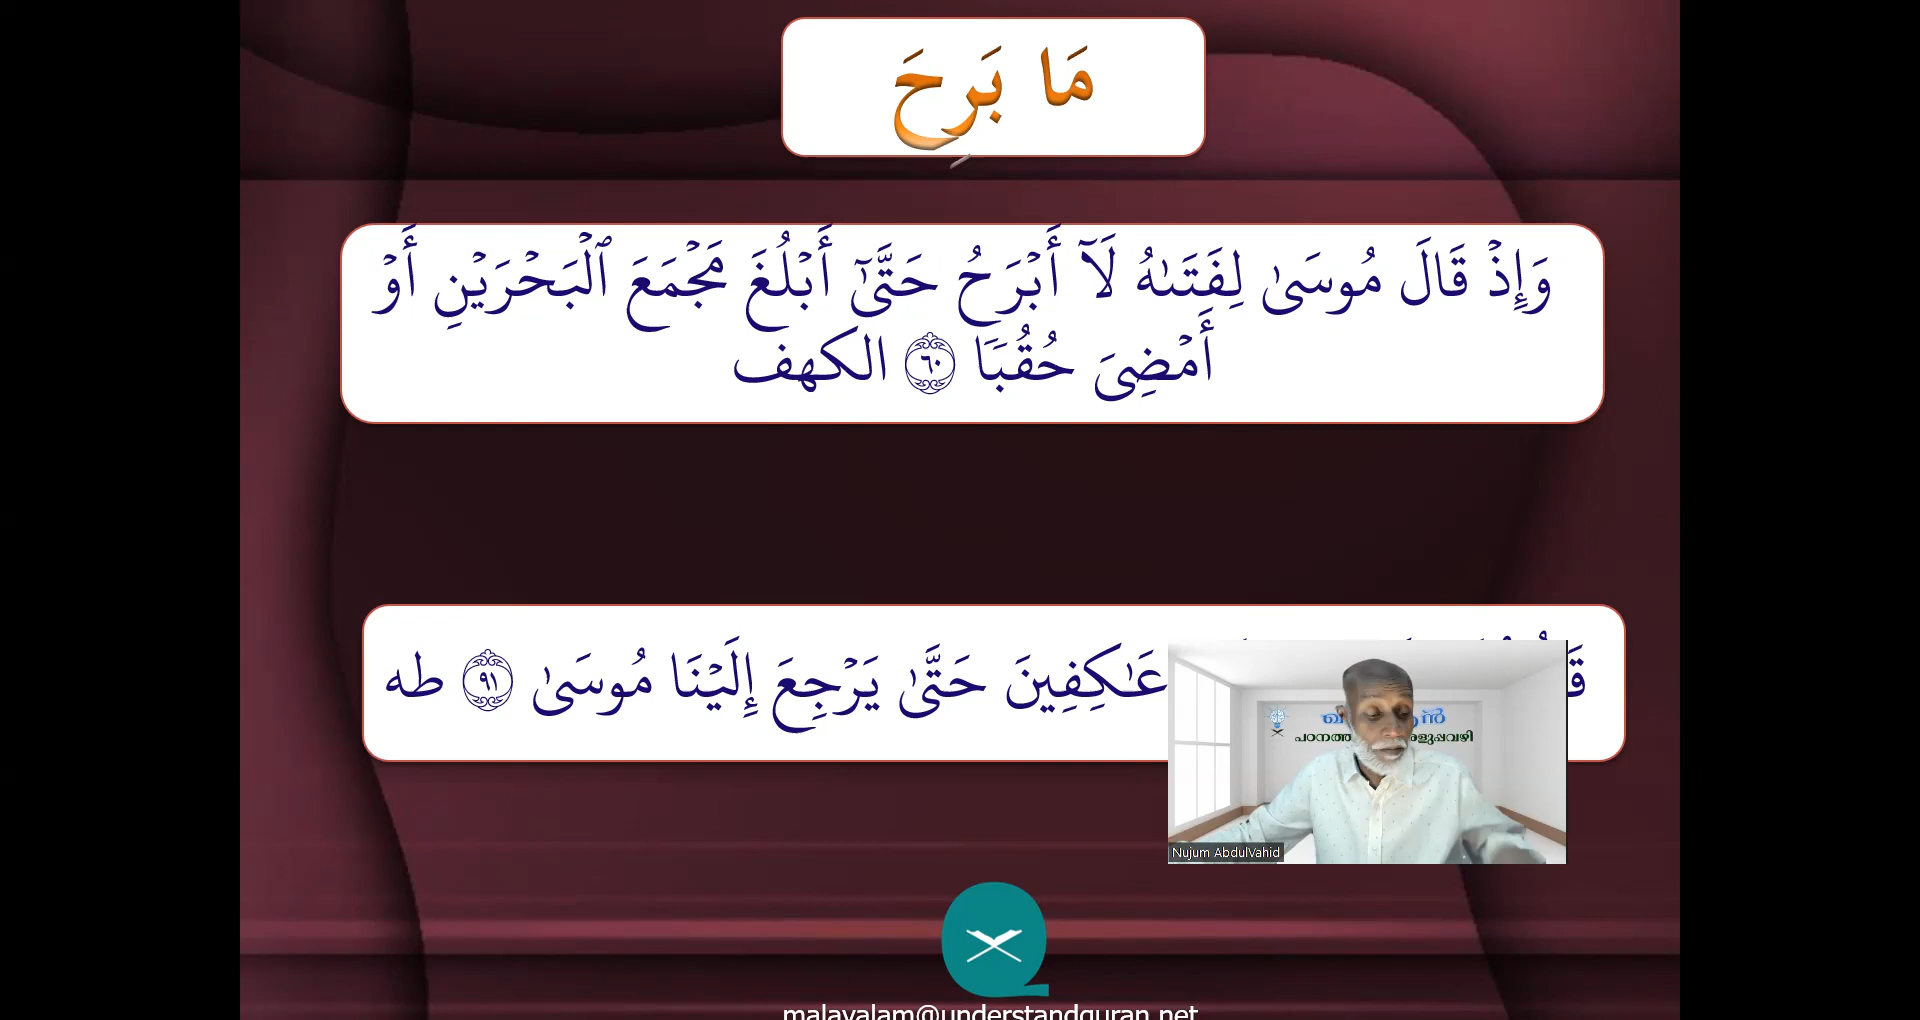 مَا بَرِحَ
وَإِذْ قَالَ مُوسَىٰ لِفَتَىٰهُ لَآ أَبْرَحُ حَتَّىٰٓ أَبْلُغَ مَجْمَعَ ٱلْبَحْرَيْنِ أَوْ
أَمْضِىَ حُقُبًا ٦٠ الكهف
عَـٰكِفِينَ حَتَّىٰ يَرْجِعَ إِلَيْنَا مُوسَىٰ ٩١ طه
Nujum AbdulVahid
malayalam@understandquran.net